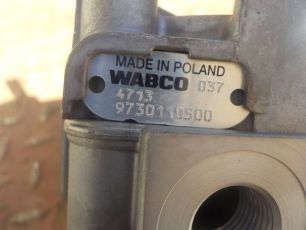 MADE IN POLAND
WABCO 037
4713
9730110500